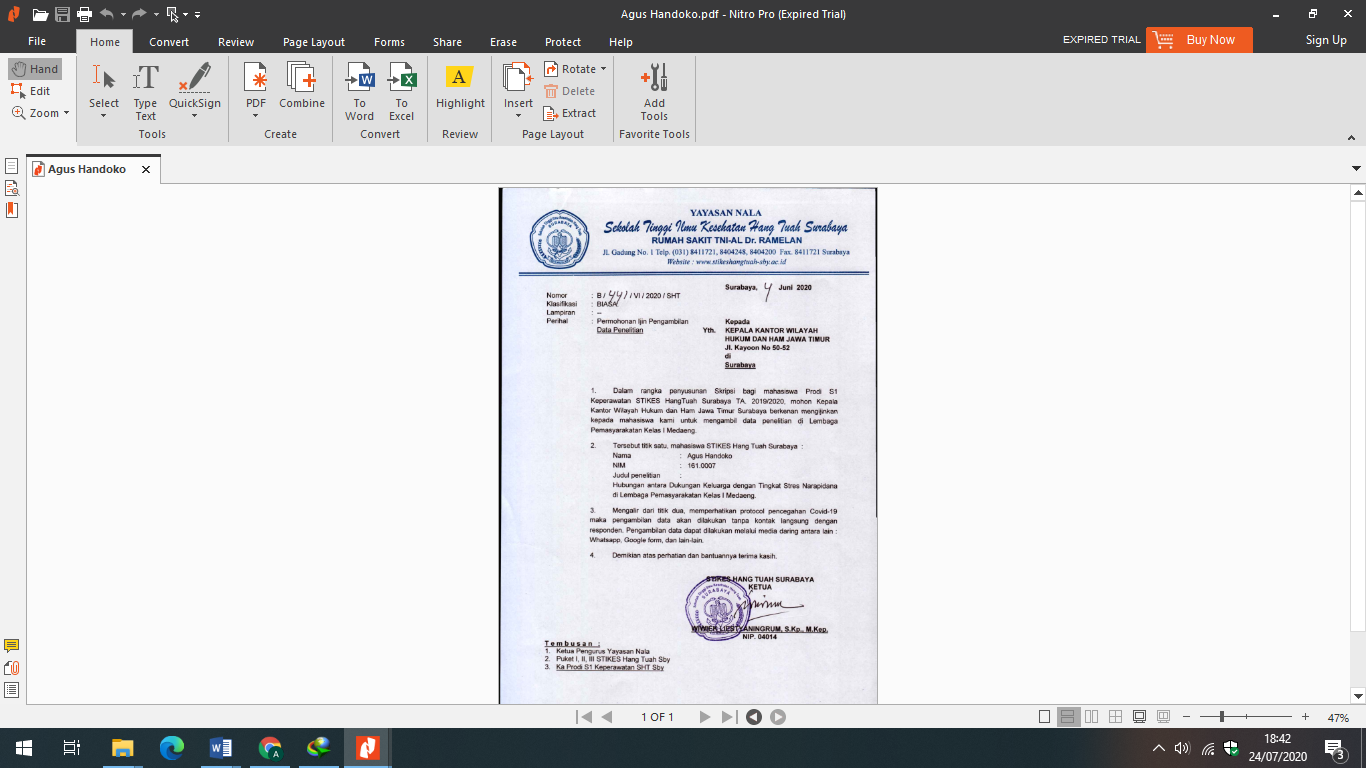 Agus Handoko.pdf - Nitro Pro (Expired Trial)
File
Home
Convert
Review
Page Layout
Forms
Share
Erase
Protect
Help
EXPIRED TRIAL
Buy Now
Sign Up
Hand
Edit
Zoom
Select
Type Text
QuickSign
Tools
PDF
Combine
Create
To Word
To Excel
Convert
Highlight
Review
Insert
Rotate
Delete
Extract
Page Layout
Add Tools
Favorite Tools
Agus Handoko
YAYASAN NALA
Sekolah Tinggi Ilmu Kesehatan Hang Tuah Surabaya
RUMAH SAKIT TNI-AL Dr. RAMELAN
Jl. Gadung No. 1 Telp. (031) 8411721, 8404248, 8404200 Fax. 8411721 Surabaya
Website : www.stikeshangtuah-sby.ac.id
Surabaya, 4 Juni 2020
Nomor : B / 441 / VI / 2020 / SHT
Klasifikasi : BIASA
Lampiran : --
Perihal : Permohonan Ijin Pengambilan
Data Penelitian
Kepada
Yth. KEPALA KANTOR WILAYAH
HUKUM DAN HAM JAWA TIMUR
Jl. Kayoon No 50-52
di
Surabaya
1. Dalam rangka penyusunan Skripsi bagi mahasiswa Prodi S1
Keperawatan STIKES HangTuah Surabaya TA. 2019/2020, mohon Kepala
Kantor Wilayah Hukum dan Ham Jawa Timur Surabaya berkenan mengijinkan
kepada mahasiswa kami untuk mengambil data penelitian di Lembaga
Pemasyarakatan Kelas I Medaeng.
2. Tersebut titik satu, mahasiswa STIKES Hang Tuah Surabaya :
Nama : Agus Handoko
NIM : 161.0007
Judul penelitian :
Hubungan antara Dukungan Keluarga dengan Tingkat Stres Narapidana
di Lembaga Pemasyarakatan Kelas I Medaeng.
3. Mengalir dari titik dua, memperhatikan protocol pencegahan Covid-19
maka pengambilan data akan dilakukan tanpa kontak langsung dengan
responden. Pengambilan data dapat dilakukan melalui media daring antara lain :
Whatsapp, Google form, dan lain-lain.
4. Demikian atas perhatian dan bantuannya terima kasih.
STIKES HANG TUAH SURABAYA
KETUA
SURABAYA
WIWIEK LIESTYANINGRUM, S.Kp., M.Kep.
NIP. 04014
Tembusan :
1. Ketua Pengurus Yayasan Nala
2. Puket I, II, III STIKES Hang Tuah Sby
3. Ka Prodi S1 Keperawatan SHT Sby
1 OF 1
47%
18:42
24/07/2020
3